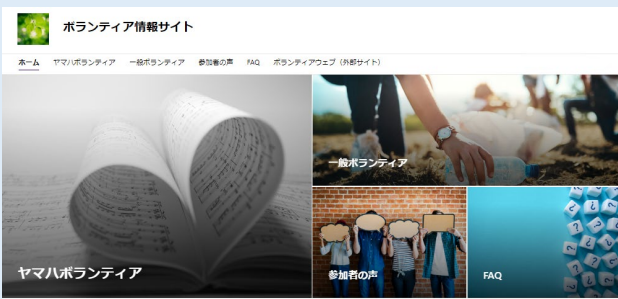 ボランティア情報サイト
ホーム ヤマハボランティア 一般ボランティア 参加者の声 FAQ ボランティアウェブ（外部サイト）
一般ボランティア
ヤマハボランティア
参加者の声
FAQ